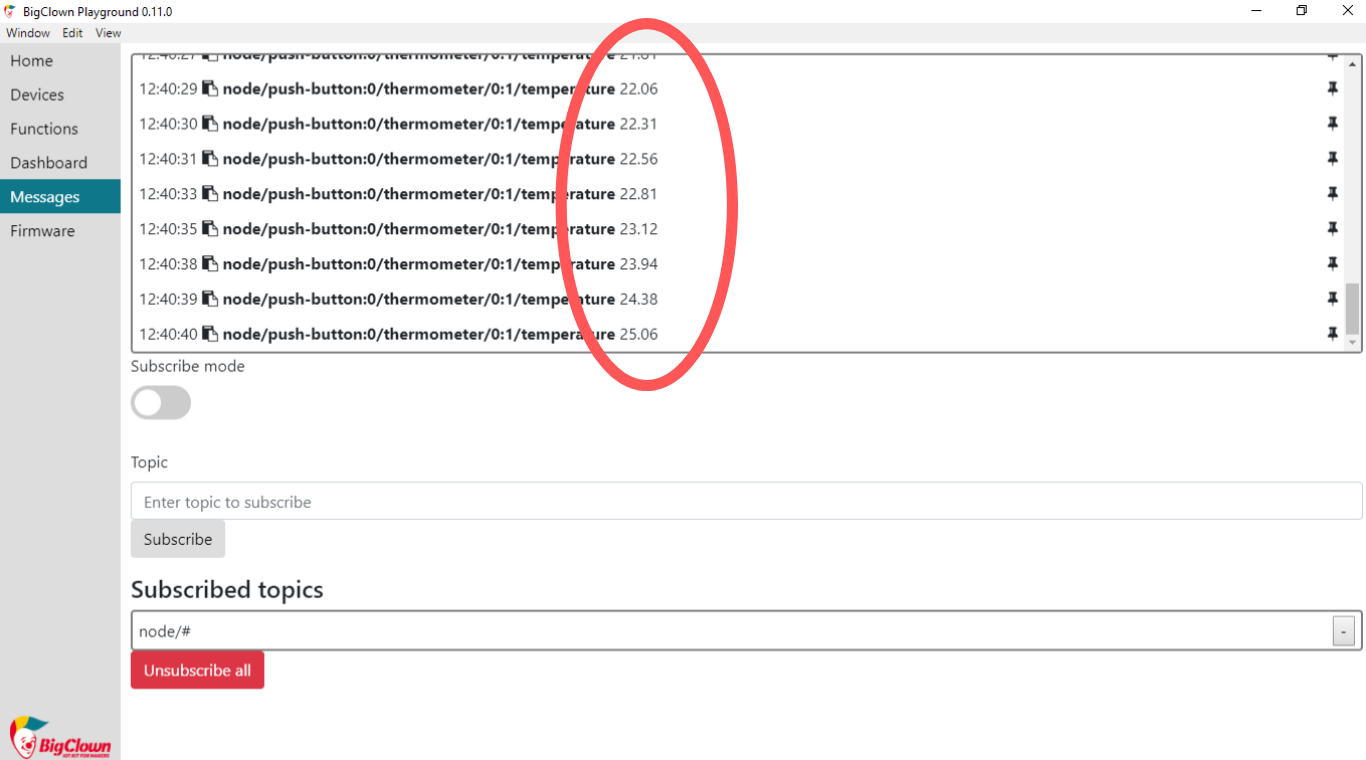 BigClown Playground 0.11.0
Window Edit View
Home
Devices
Functions
Dashboard
Messages
Firmware
12:40:27 node/push-button:0/thermometer/0:1/temperature 21.81
12:40:29 node/push-button:0/thermometer/0:1/temperature 22.06
12:40:30 node/push-button:0/thermometer/0:1/temperature 22.31
12:40:31 node/push-button:0/thermometer/0:1/temperature 22.56
12:40:33 node/push-button:0/thermometer/0:1/temperature 22.81
12:40:35 node/push-button:0/thermometer/0:1/temperature 23.12
12:40:38 node/push-button:0/thermometer/0:1/temperature 23.94
12:40:39 node/push-button:0/thermometer/0:1/temperature 24.38
12:40:40 node/push-button:0/thermometer/0:1/temperature 25.06
Subscribe mode
Topic
Enter topic to subscribe
Subscribe
Subscribed topics
node/#
-
Unsubscribe all
BigClown